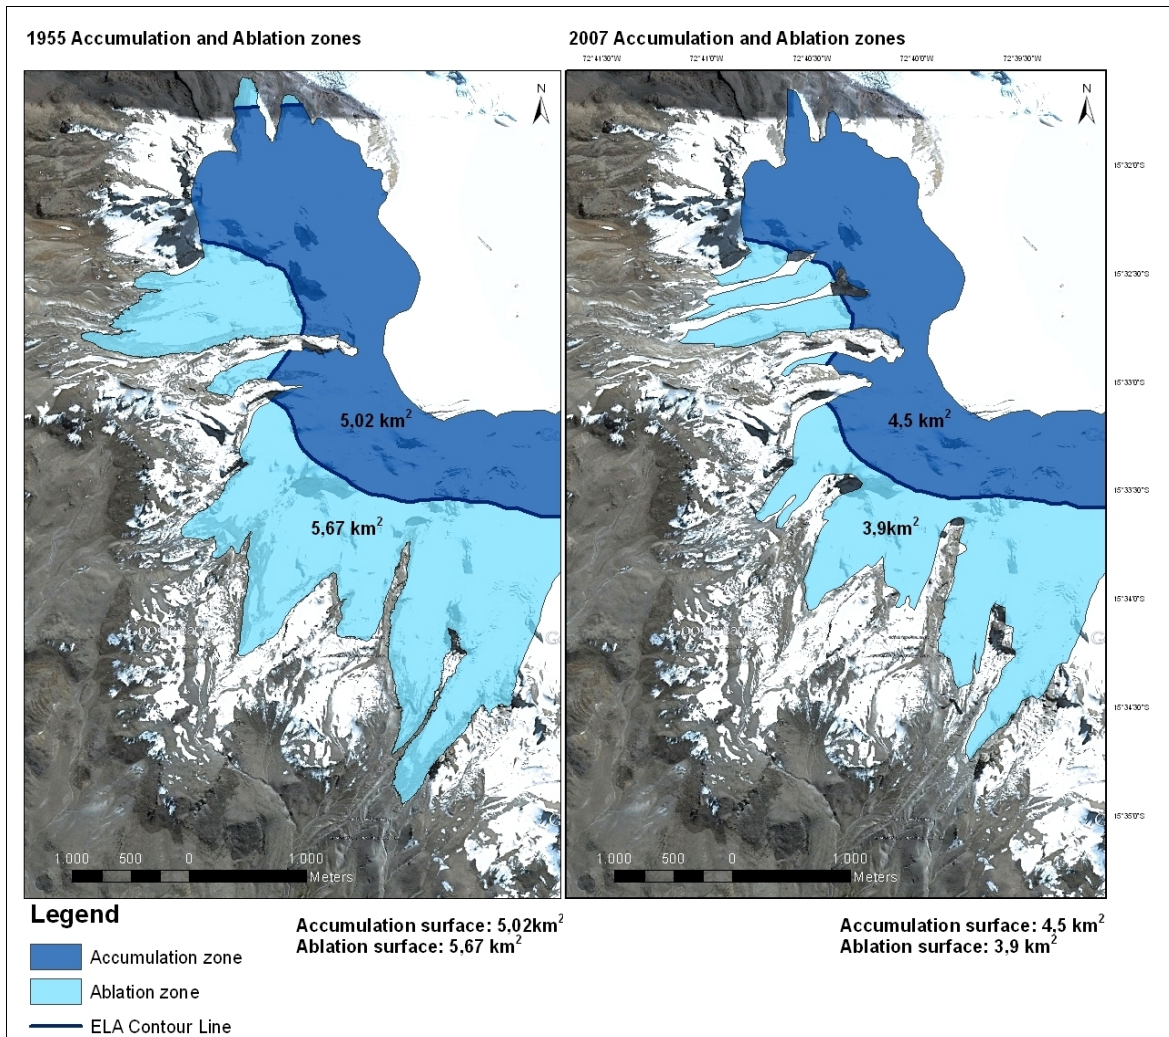 1955 Accumulation and Ablation zones
2007 Accumulation and Ablation zones
72°41'30"W 72°41'0"W 72°40'30"W 72°40'0"W 72°39'30"W
N
N
15°32'0"S
15°32'30"S
15°33'0"S
15°33'30"S
15°34'0"S
15°34'30"S
15°35'0"S
5,02 km²
4,5 km²
5,67 km²
3,9km²
1.000 500 0 1.000
Meters
1.000 500 0 1.000
Meters
Legend
Accumulation zone
Ablation zone
ELA Contour Line
Accumulation surface: 5,02km²
Ablation surface: 5,67 km²
Accumulation surface: 4,5 km²
Ablation surface: 3,9 km²